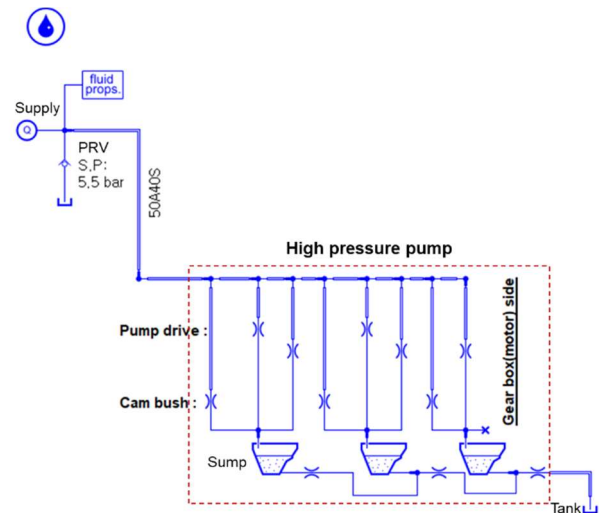 fluid
props.
Supply
Q
PRV
S.P:
5.5 bar
50A40S
High pressure pump
Pump drive :
Cam bush :
Gear box(motor) side
Sump
Tank